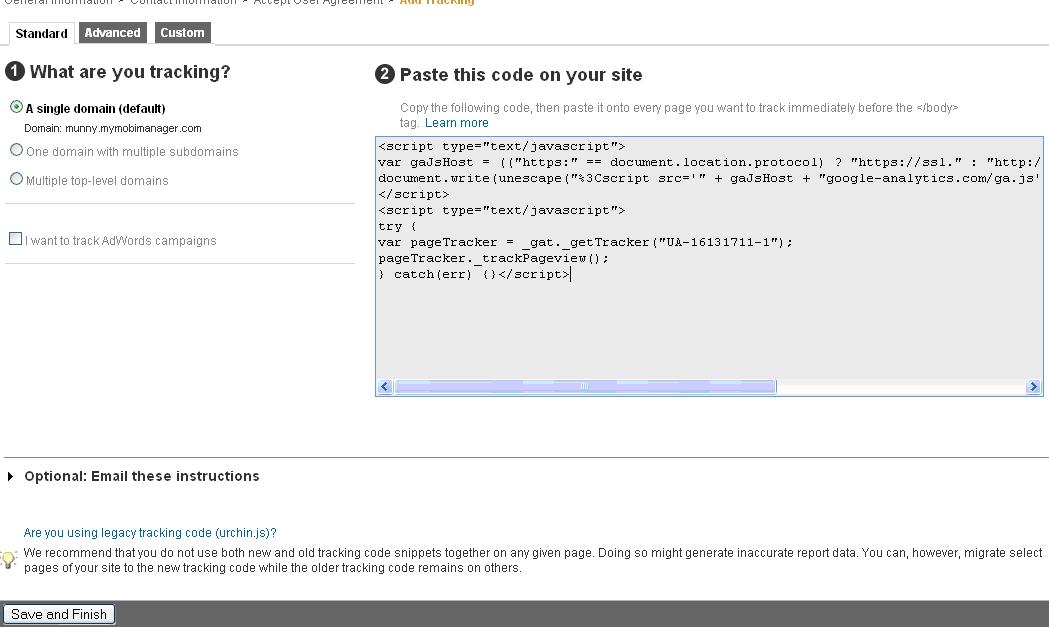 General Information > Contact Information > Accept User Agreement > Add Tracking
Standard
Advanced
Custom
1 What are you tracking?
A single domain (default)
Domain: munny.mymobimanager.com
One domain with multiple subdomains
Multiple top-level domains
I want to track AdWords campaigns
2 Paste this code on your site
Copy the following code, then paste it onto every page you want to track immediately before the </body>
tag. Learn more
<script type="text/javascript">
var gaJsHost = (("https:" == document.location.protocol) ? "https://ssl." : "http:/
document.write(unescape("%3Cscript src='" + gaJsHost + "google-analytics.com/ga.js'
</script>
<script type="text/javascript">
try {
var pageTracker = _gat._getTracker("UA-16131711-1");
pageTracker._trackPageview();
} catch(err) {}</script>
Optional: Email these instructions
Are you using legacy tracking code (urchin.js)?
We recommend that you do not use both new and old tracking code snippets together on any given page. Doing so might generate inaccurate report data. You can, however, migrate select
pages of your site to the new tracking code while the older tracking code remains on others.
Save and Finish